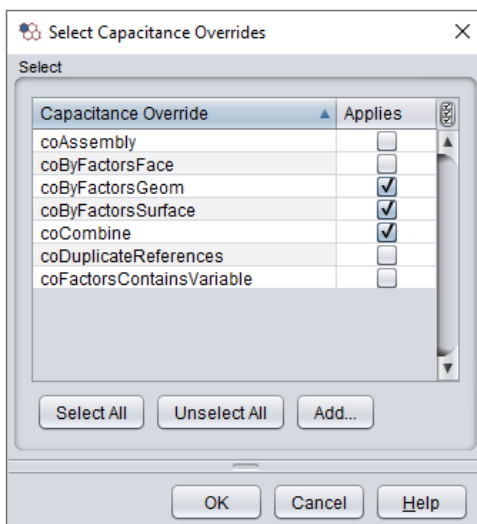 Select Capacitance Overrides
Select
Capacitance Override Applies
coAssembly
coByFactorsFace
coByFactorsGeom
coByFactorsSurface
coCombine
coDuplicateReferences
coFactorsContainsVariable
Select All Unselect All Add...
OK Cancel Help